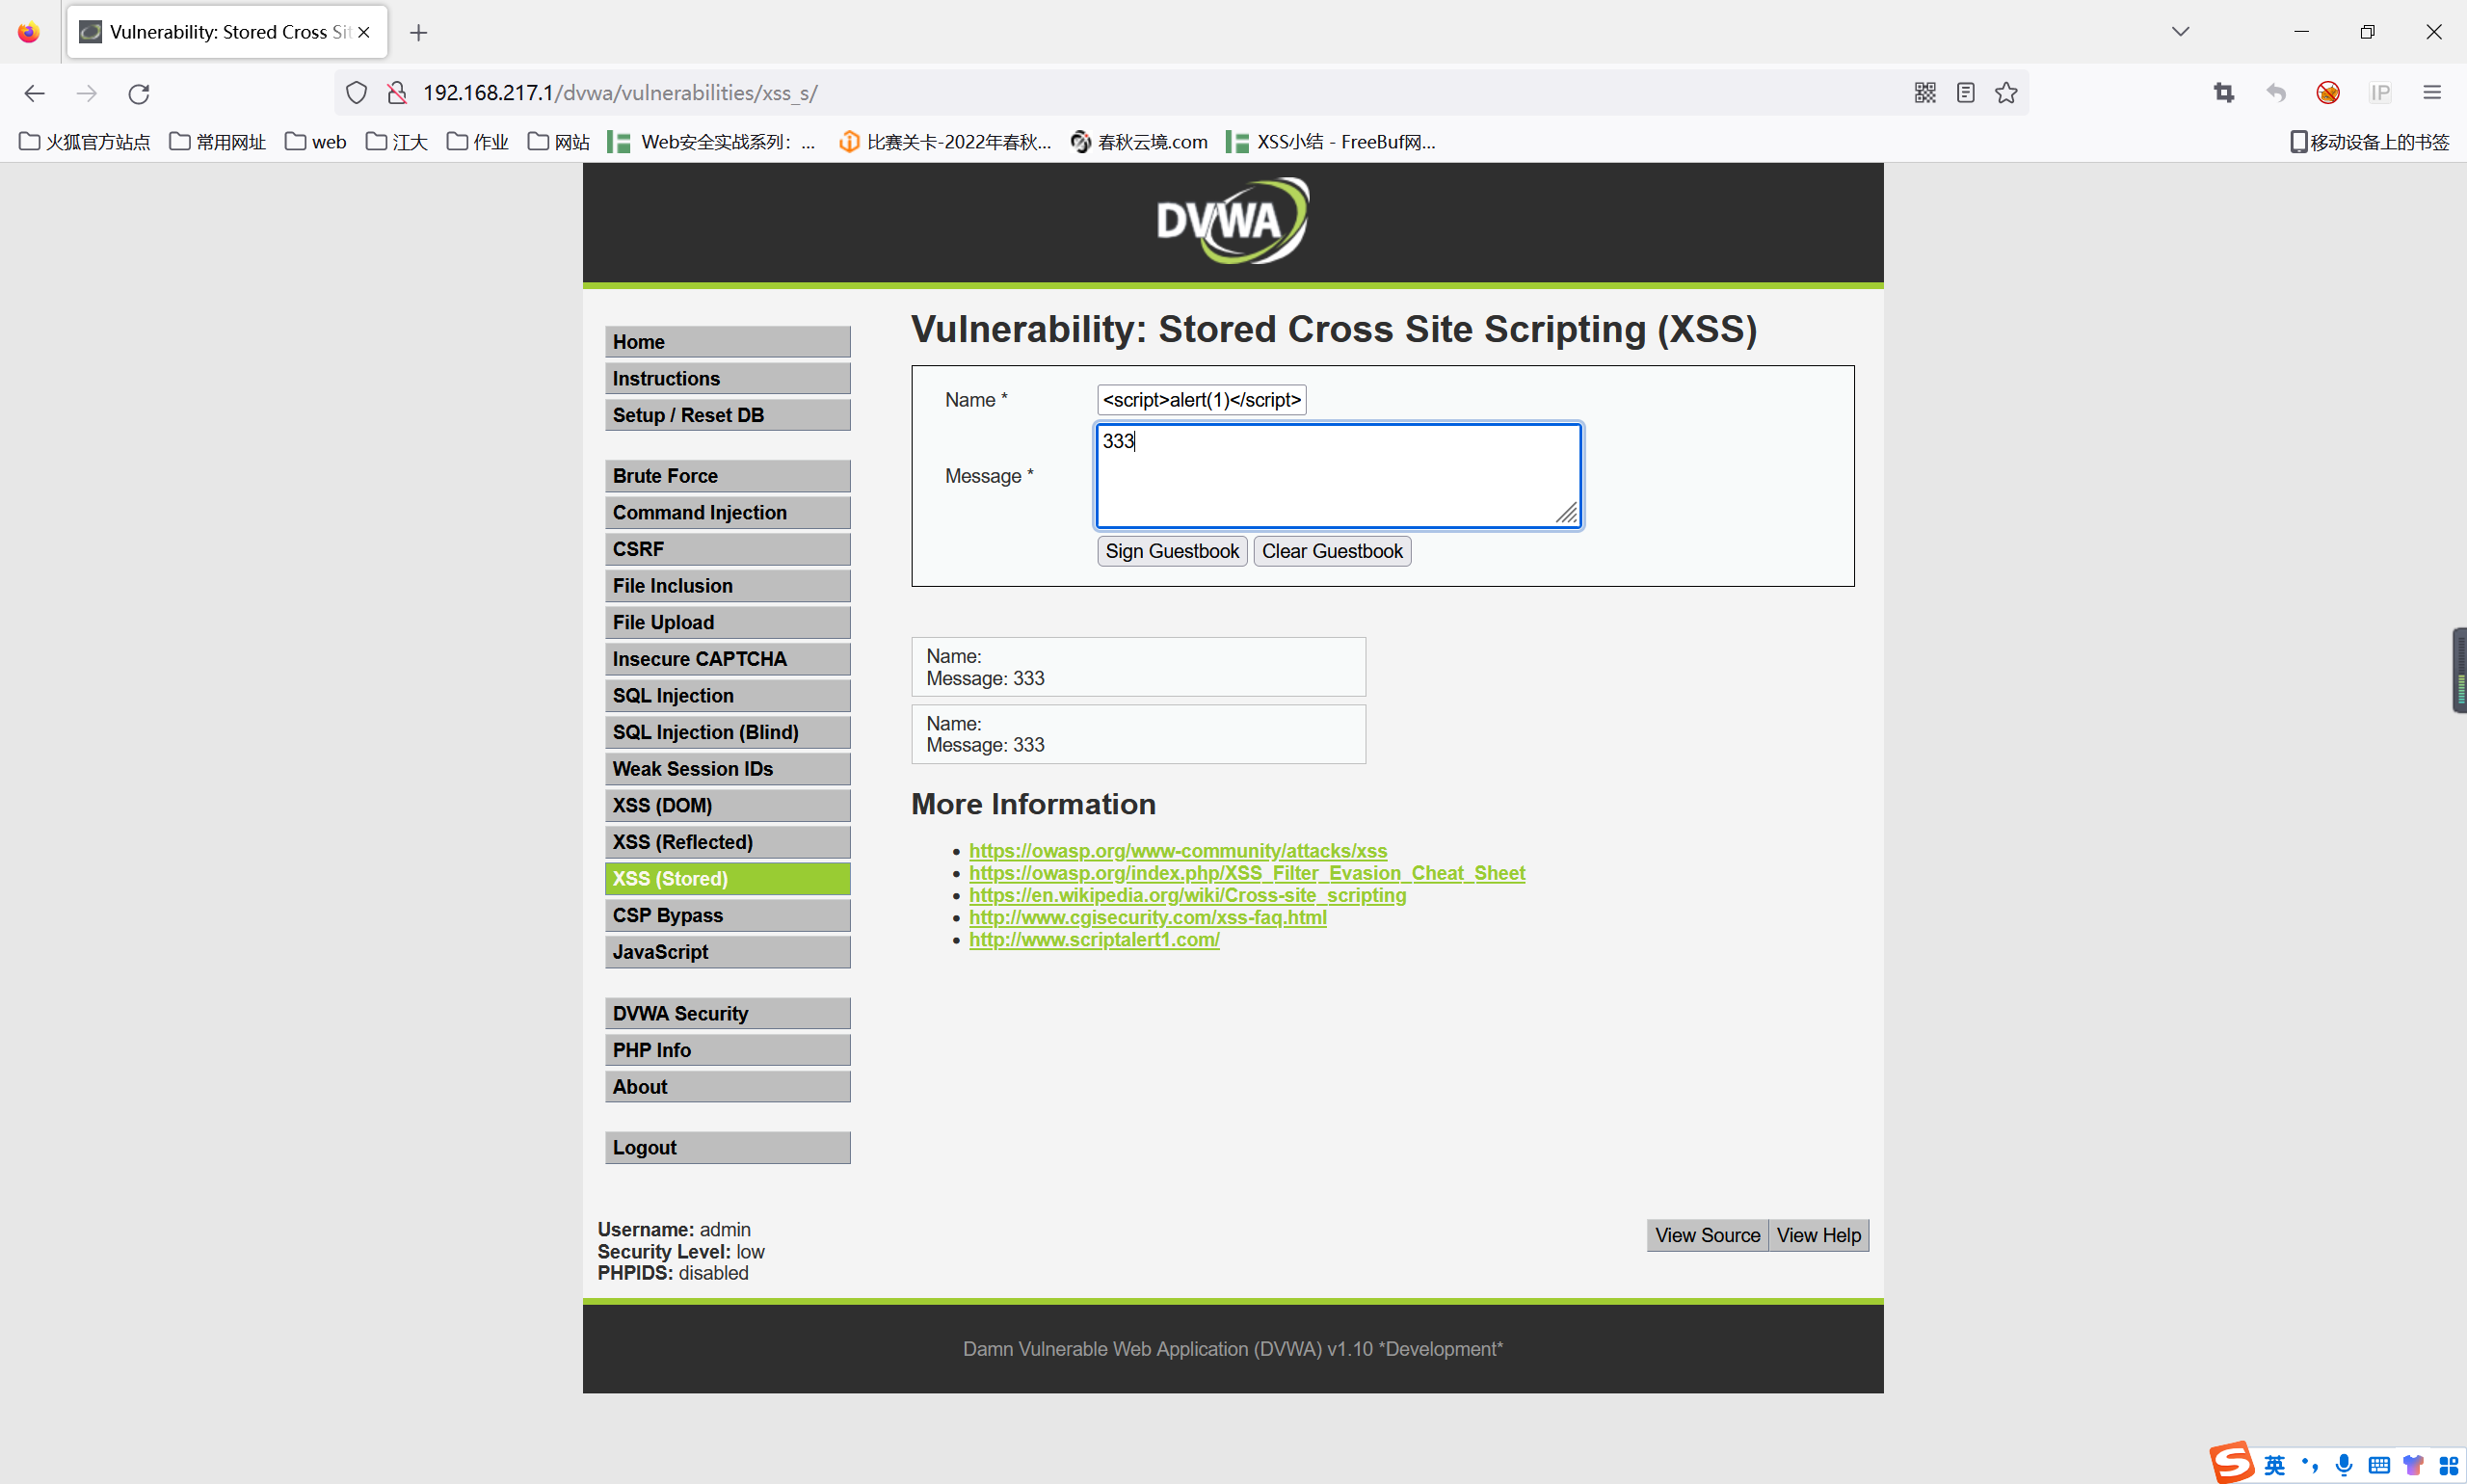 Vulnerability: Stored Cross Sit
192.168.217.1/dvwa/vulnerabilities/xss_s/
IP
火狐官方站点 常用网址 web 江大 作业 网站 Web安全实战系列：... 比赛关卡-2022年春秋... 春秋云境.com XSS小结 - FreeBuf网... 移动设备上的书签
DVWA
Home
Instructions
Setup / Reset DB
Brute Force
Command Injection
CSRF
File Inclusion
File Upload
Insecure CAPTCHA
SQL Injection
SQL Injection (Blind)
Weak Session IDs
XSS (DOM)
XSS (Reflected)
XSS (Stored)
CSP Bypass
JavaScript
DVWA Security
PHP Info
About
Logout
Vulnerability: Stored Cross Site Scripting (XSS)
Name * <script>alert(1)</script>
333
Message *
Sign Guestbook Clear Guestbook
Name:
Message: 333
Name:
Message: 333
More Information
https://owasp.org/www-community/attacks/xss
https://owasp.org/index.php/XSS_Filter_Evasion_Cheat_Sheet
https://en.wikipedia.org/wiki/Cross-site_scripting
http://www.cgisecurity.com/xss-faq.html
http://www.scriptalert1.com/
Username: admin
Security Level: low
PHPIDS: disabled
View Source View Help
Damn Vulnerable Web Application (DVWA) v1.10 *Development*
S 英